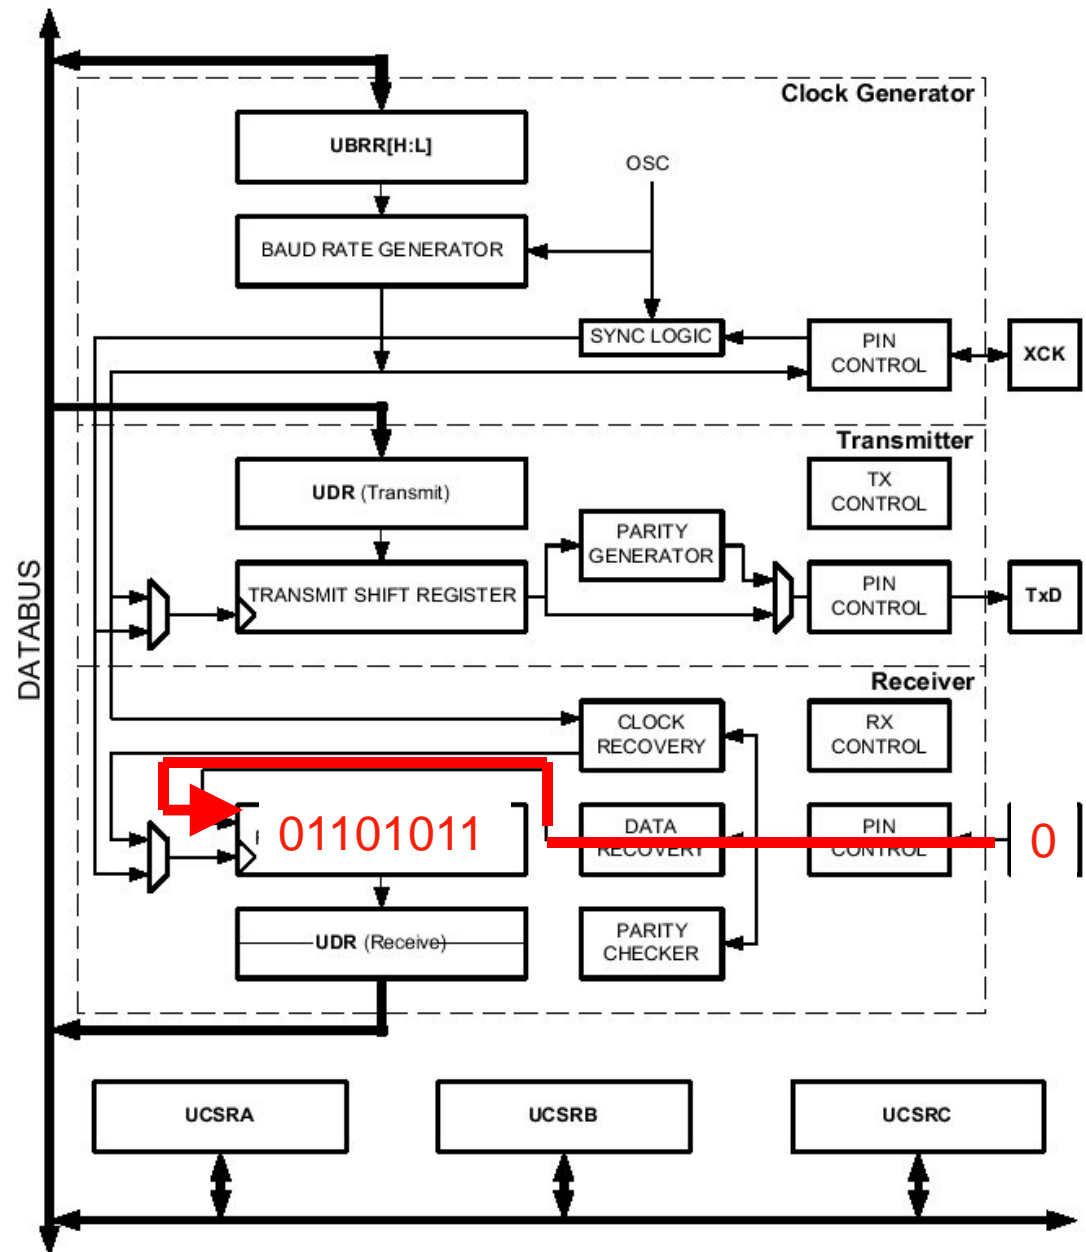 Clock Generator
UBRR[H:L]
OSC
BAUD RATE GENERATOR
SYNC LOGIC
PIN
CONTROL
XCK
Transmitter
UDR (Transmit)
TX
CONTROL
PARITY
GENERATOR
TRANSMIT SHIFT REGISTER
PIN
CONTROL
TxD
DATABUS
Receiver
CLOCK
RECOVERY
RX
CONTROL
01101011
DATA
RECOVERY
PIN
CONTROL
0
UDR (Receive)
PARITY
CHECKER
UCSRA
UCSRB
UCSRC